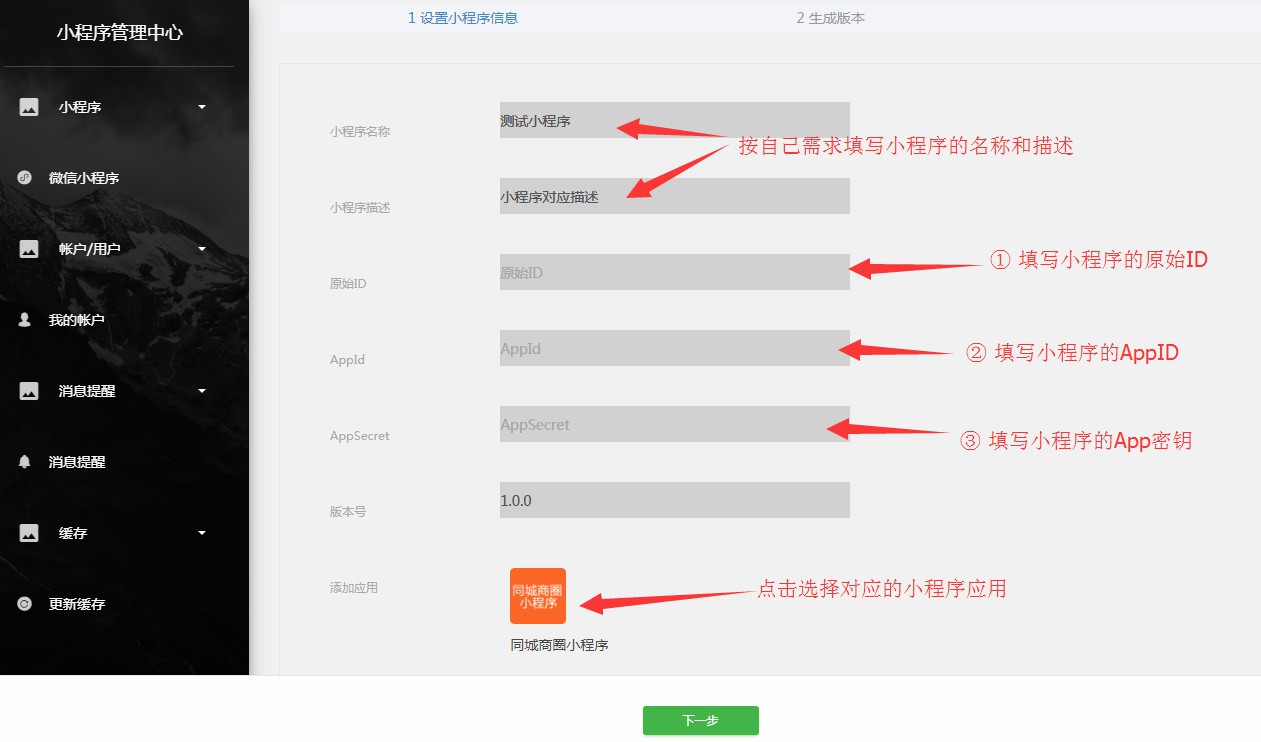 小程序管理中心
小程序
微信小程序
帐户/用户
我的帐户
消息提醒
消息提醒
缓存
更新缓存
1 设置小程序信息
2 生成版本
小程序名称
测试小程序
按自己需求填写小程序的名称和描述
小程序描述
小程序对应描述
原始ID
原始ID
① 填写小程序的原始ID
AppId
AppId
② 填写小程序的AppID
AppSecret
AppSecret
③ 填写小程序的App密钥
版本号
1.0.0
添加应用
同城商圈
小程序
点击选择对应的小程序应用
同城商圈小程序
下一步